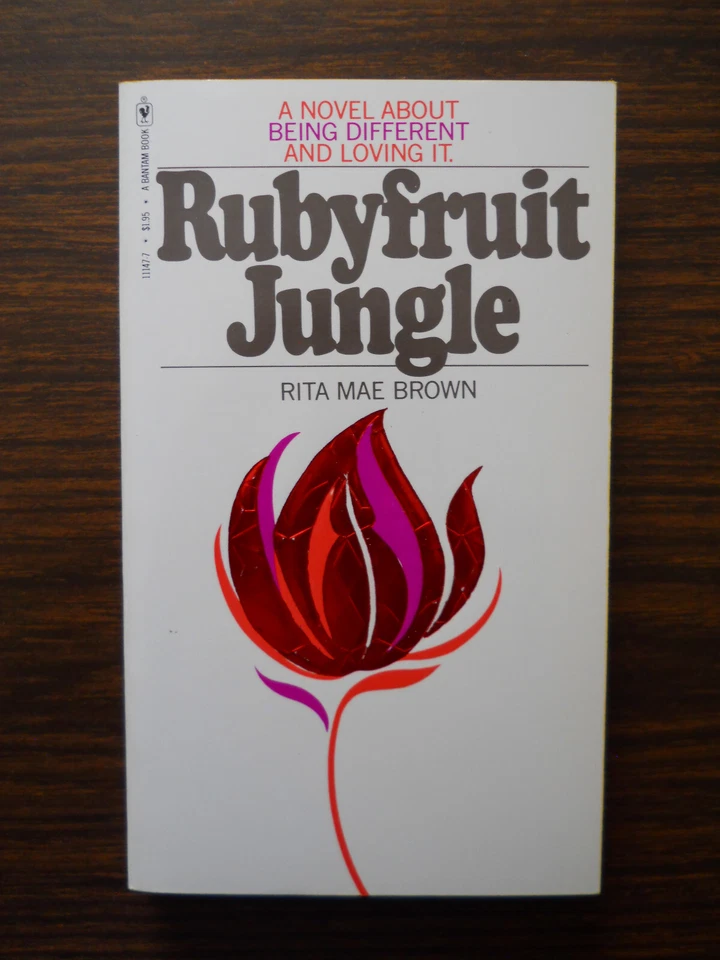 A NOVEL ABOUT
BEING DIFFERENT
AND LOVING IT.
Rubyfruit
Jungle
RITA MAE BROWN
11147-7 • $1.95 • A BANTAM BOOK
®